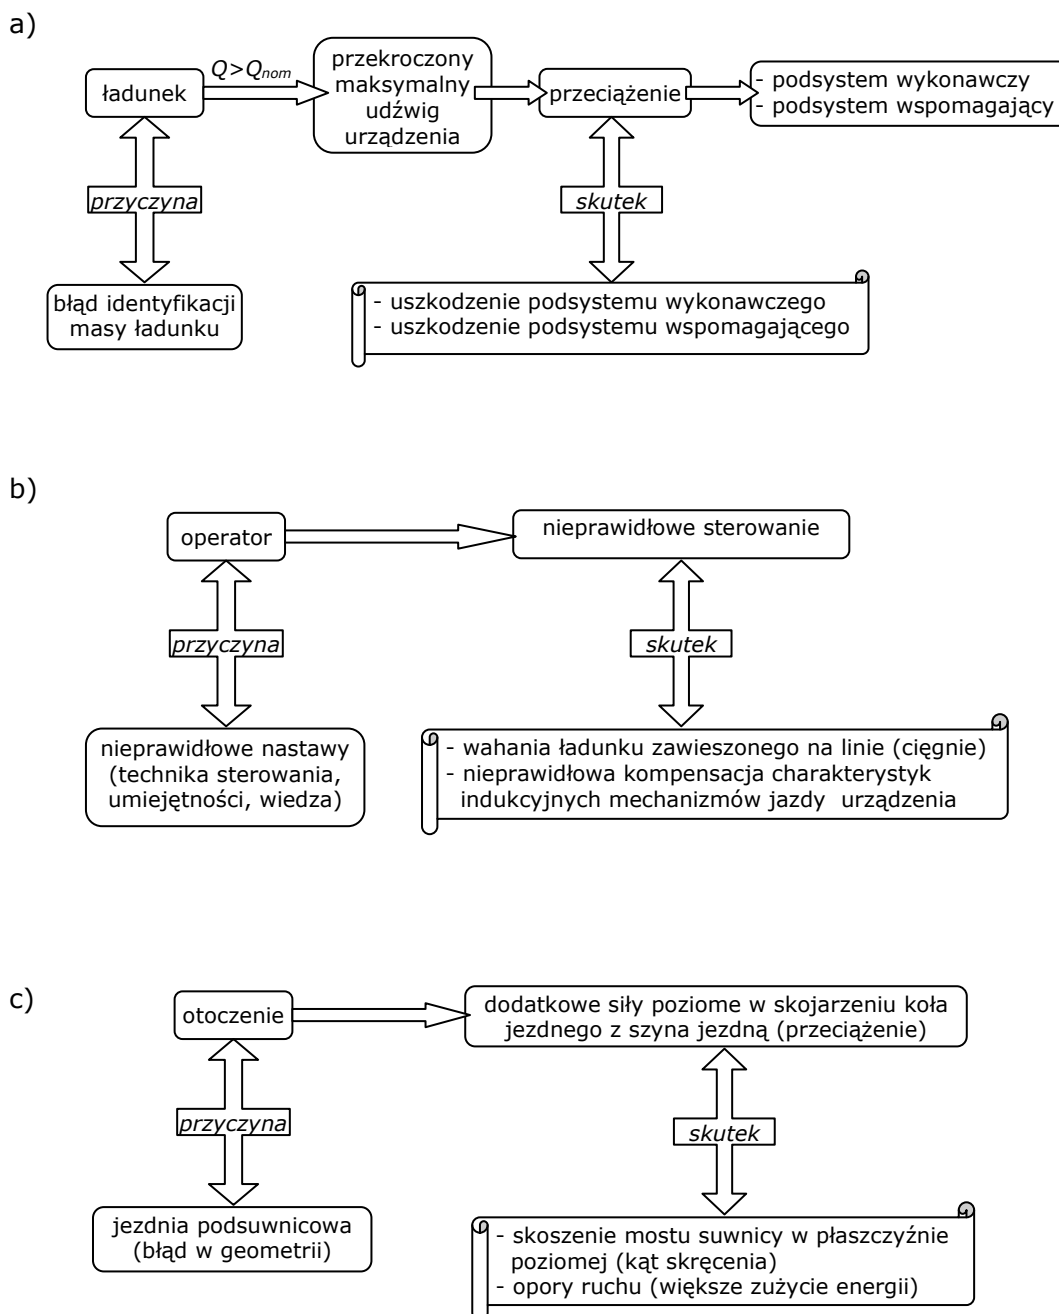 a)
ładunek
Q>Qnom
przekroczony
maksymalny
udźwig
urządzenia
przeciążenie
- podsystem wykonawczy
- podsystem wspomagający
przyczyna
skutek
błąd identyfikacji
masy ładunku
- uszkodzenie podsystemu wykonawczego
- uszkodzenie podsystemu wspomagającego
b)
operator
nieprawidłowe sterowanie
przyczyna
skutek
nieprawidłowe nastawy
(technika sterowania,
umiejętności, wiedza)
- wahania ładunku zawieszonego na linie (cięgnie)
- nieprawidłowa kompensacja charakterystyk
indukcyjnych mechanizmów jazdy urządzenia
c)
otoczenie
dodatkowe siły poziome w skojarzeniu koła
jezdnego z szyna jezdną (przeciążenie)
przyczyna
skutek
jezdnia podsuwnicowa
(błąd w geometrii)
- skoszenie mostu suwnicy w płaszczyźnie
poziomej (kąt skręcenia)
- opory ruchu (większe zużycie energii)